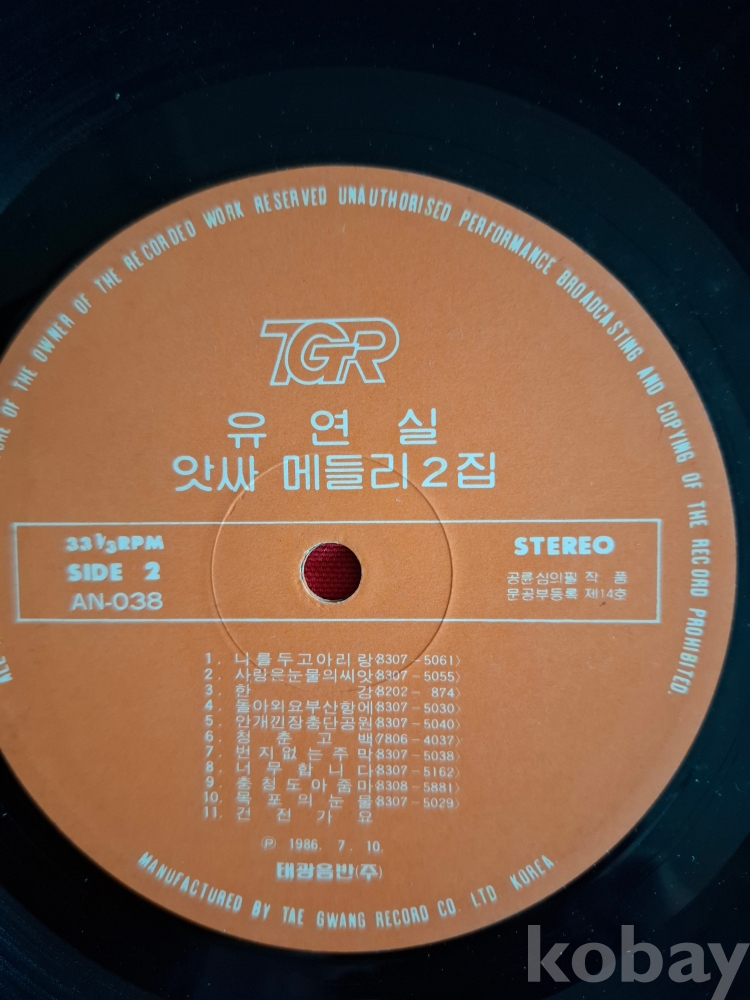 OF THE OWNER OF THE RECORDED WORK RESERVED UNAUTHORISED PERFORMANCE BROADCASTING AND COPYING OF THE RECORD PROHIBITED.
TGR
유 연 실
앗싸 메들리 2 집
33 1/3 RPM
SIDE 2
AN-038
STEREO
공륜심의필 작 품
문공부등록 제14호
1. 나를두고아리랑(8307-5061)
2. 사랑은눈물의씨앗(8307-5055)
3. 한 강(8202- 874)
4. 돌아와요부산항에(8307-5030)
5. 안개낀장충단공원(8307-5040)
6. 청 춘 고 백(7806-4037)
7. 번지없는주막(8307-5038)
8. 너무합니다(8307-5162)
9. 충청도아줌마(8308-5881)
10. 목포의눈물(8307-5029)
11. 건 전 가 요
Ⓟ 1986. 7. 10.
태광음반(주)
MANUFACTURED BY TAE GWANG RECORD CO. LTD KOREA
kobay